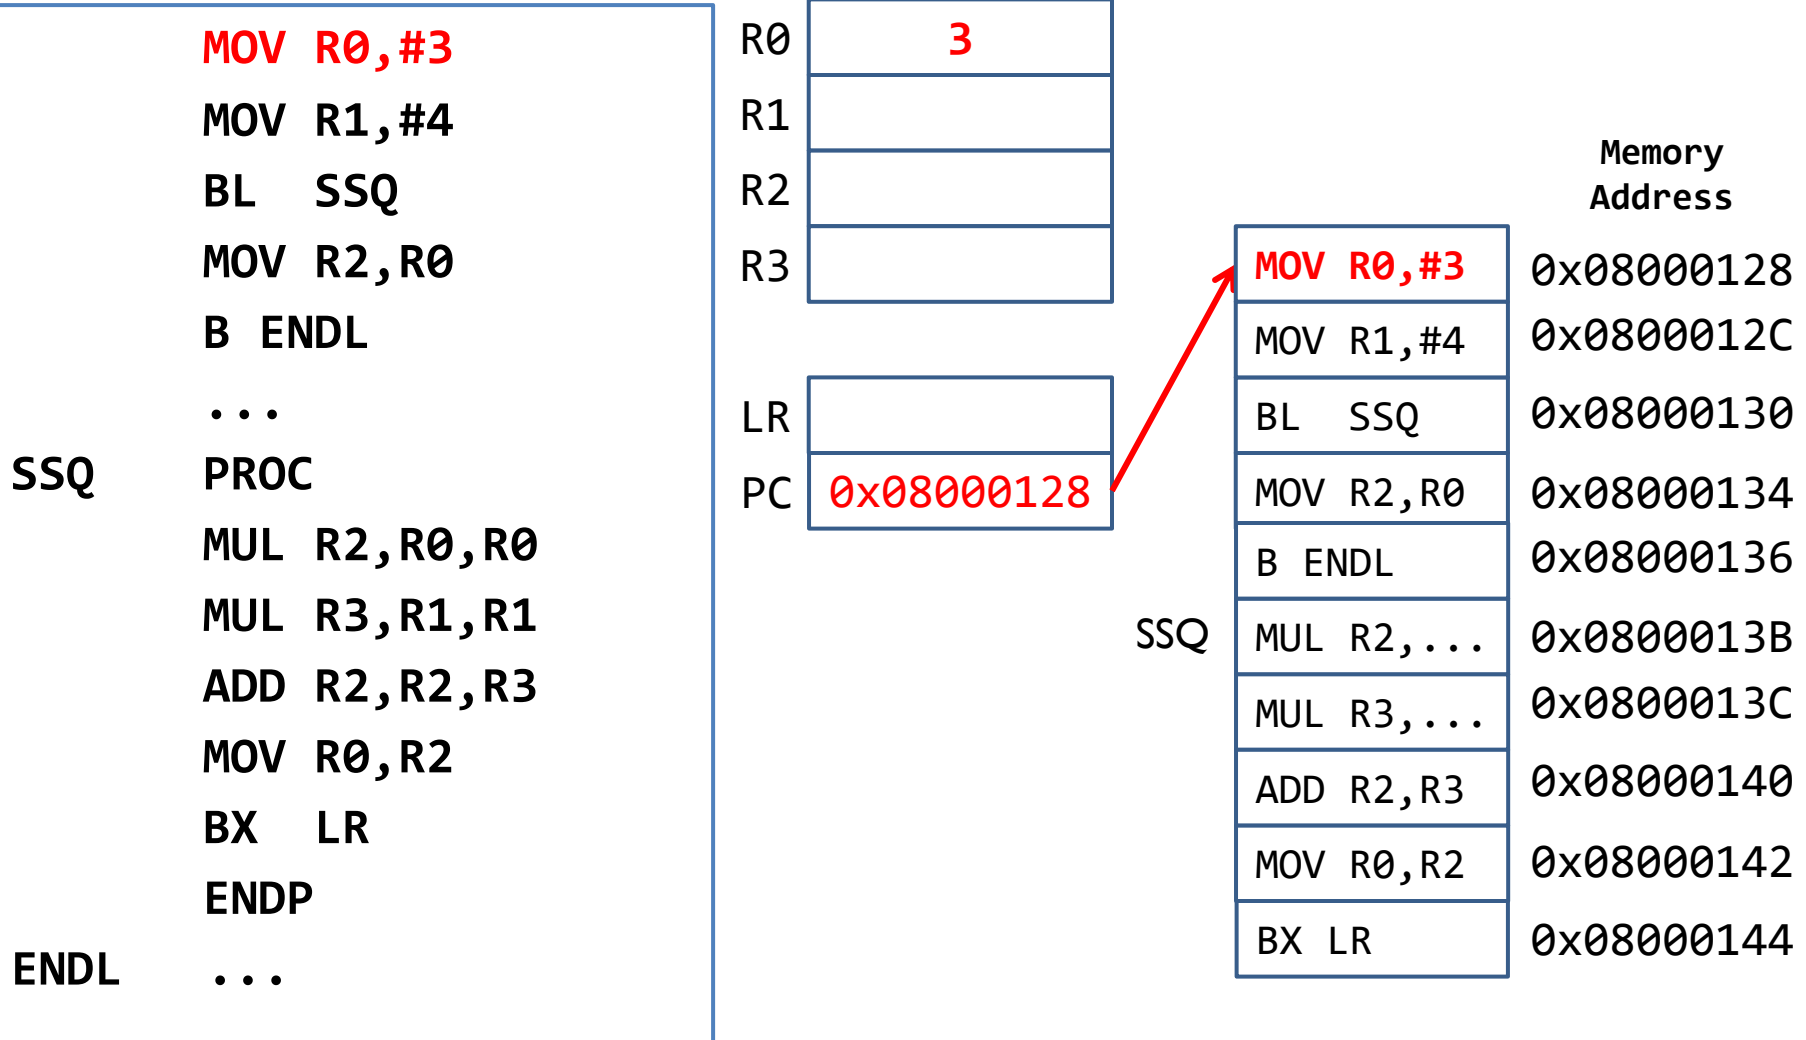 MOV R0,#3
MOV R1,#4
BL SSQ
MOV R2,R0
B ENDL
...
SSQ PROC
MUL R2,R0,R0
MUL R3,R1,R1
ADD R2,R2,R3
MOV R0,R2
BX LR
ENDP
ENDL ...
R0 3
R1
R2
R3
LR
PC 0x08000128
Memory
Address
MOV R0,#3 0x08000128
MOV R1,#4 0x0800012C
BL SSQ 0x08000130
MOV R2,R0 0x08000134
B ENDL 0x08000136
SSQ MUL R2,... 0x0800013B
MUL R3,... 0x0800013C
ADD R2,R3 0x08000140
MOV R0,R2 0x08000142
BX LR 0x08000144